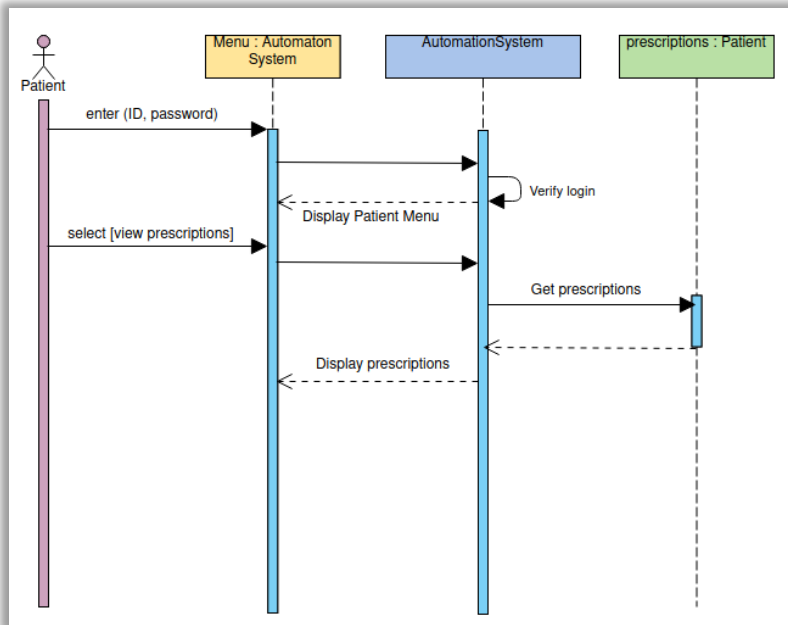 Menu : Automaton
System
AutomationSystem
prescriptions : Patient
Patient
enter (ID, password)
Verify login
Display Patient Menu
select [view prescriptions]
Get prescriptions
Display prescriptions